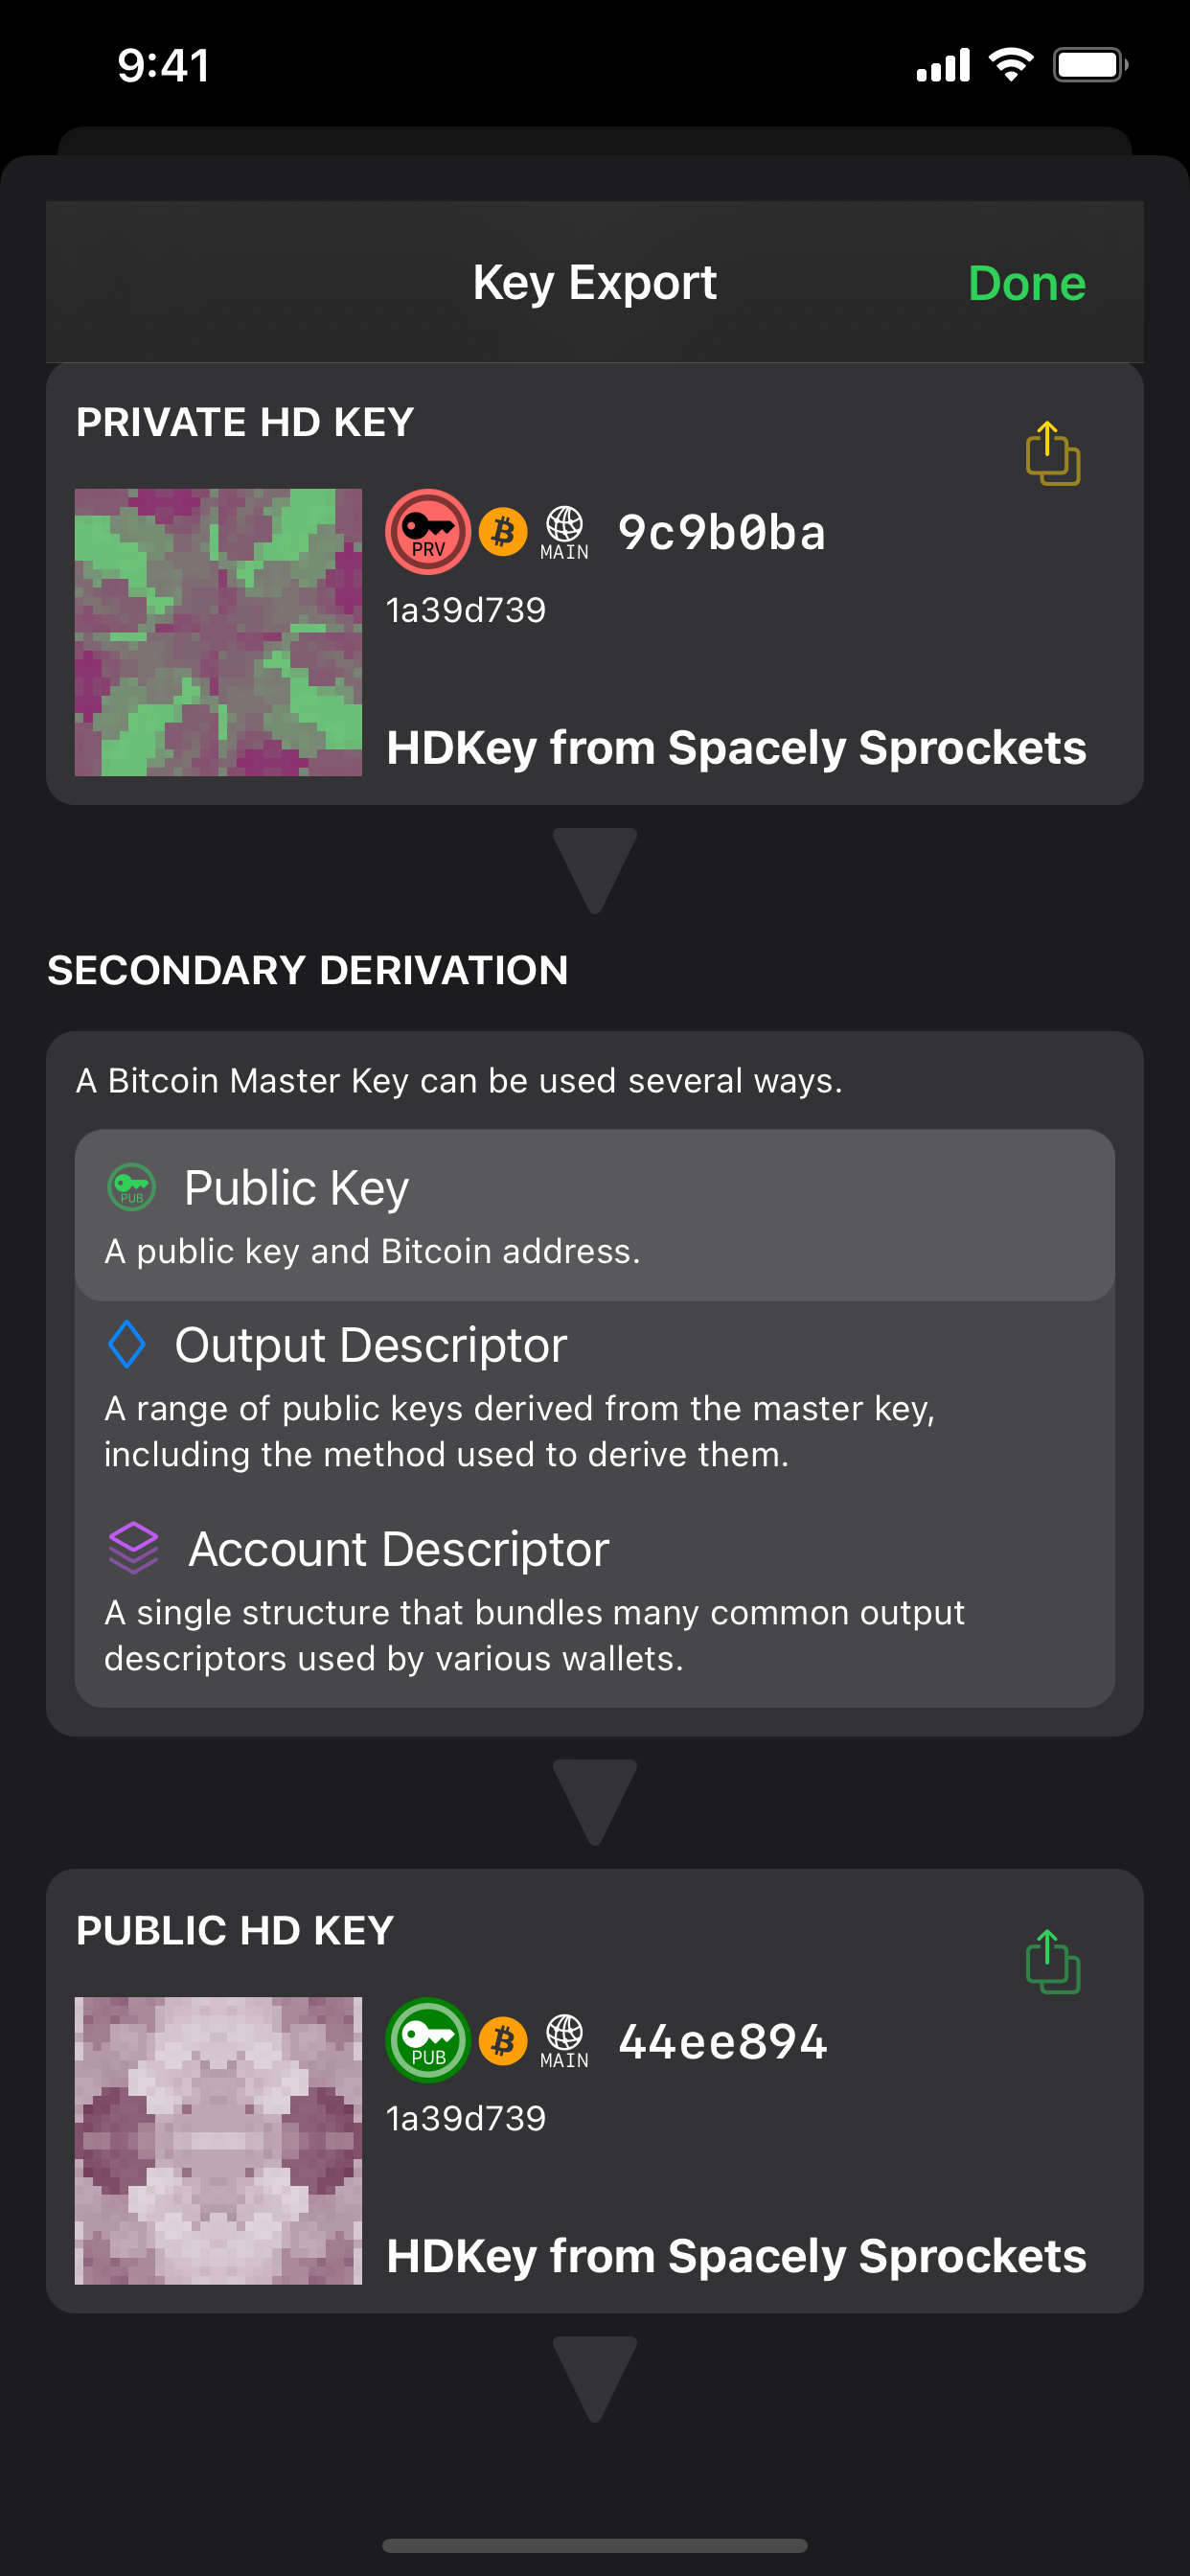 9:41
Key Export
Done
PRIVATE HD KEY
PRV
MAIN
9c9b0ba
1a39d739
HDKey from Spacely Sprockets
SECONDARY DERIVATION
A Bitcoin Master Key can be used several ways.
PUB
Public Key
A public key and Bitcoin address.
Output Descriptor
A range of public keys derived from the master key,
including the method used to derive them.
Account Descriptor
A single structure that bundles many common output
descriptors used by various wallets.
PUBLIC HD KEY
PUB
MAIN
44ee894
1a39d739
HDKey from Spacely Sprockets